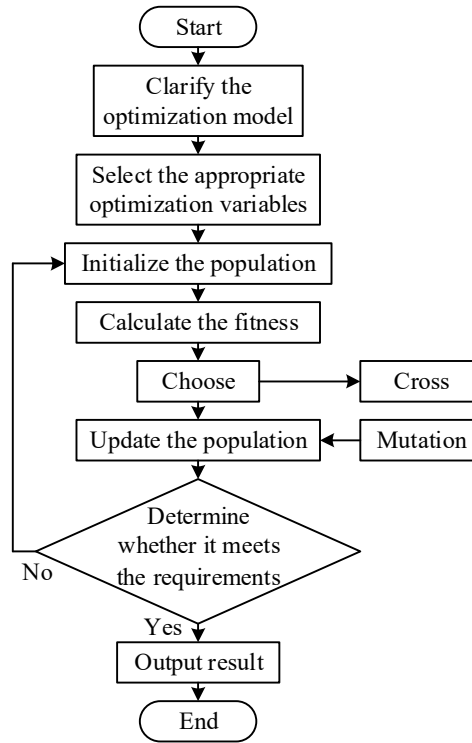 Start
Clarify the
optimization model
Select the appropriate
optimization variables
Initialize the population
Calculate the fitness
Choose
Cross
Update the population
Mutation
Determine
whether it meets
the requirements
No
Yes
Output result
End